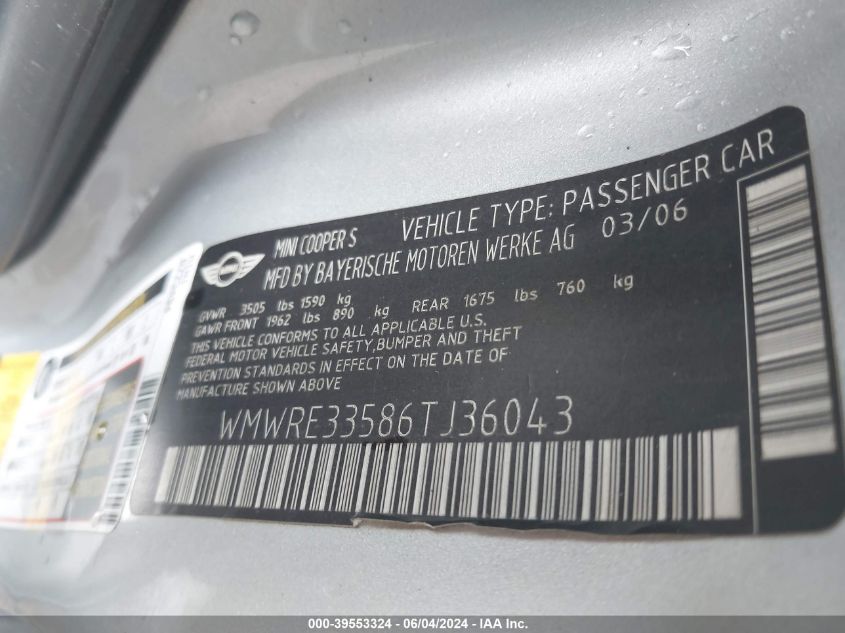 MINI COOPER S VEHICLE TYPE: PASSENGER CAR
MFD BY BAYERISCHE MOTOREN WERKE AG 03/06
GVWR 3505 lbs 1590 kg
GAWR FRONT 1962 lbs 890 kg REAR 1675 lbs 760 kg
THIS VEHICLE CONFORMS TO ALL APPLICABLE U.S.
FEDERAL MOTOR VEHICLE SAFETY,BUMPER AND THEFT
PREVENTION STANDARDS IN EFFECT ON THE DATE OF
MANUFACTURE SHOWN ABOVE
WMWRE33586TJ36043
000-39553324 - 06/04/2024 - IAA Inc.